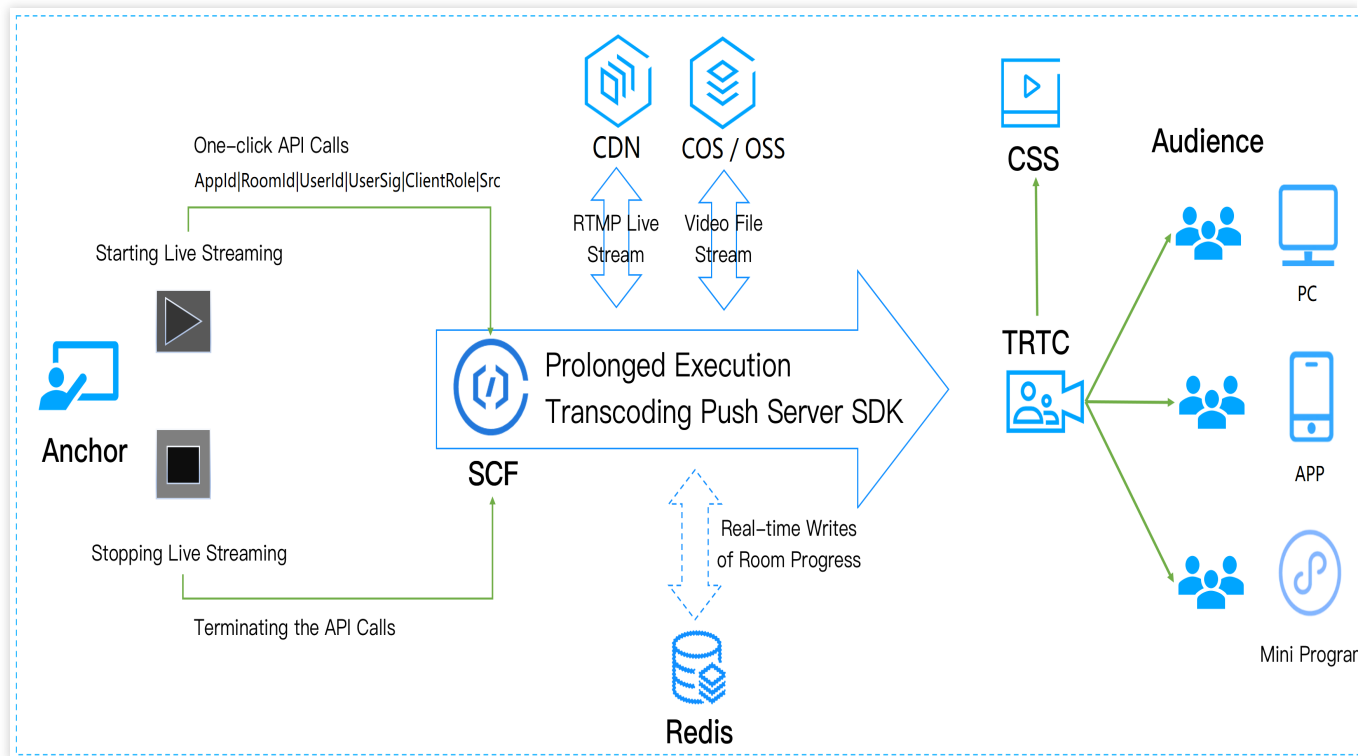 One-click API Calls
AppId|RoomId|UserId|UserSig|ClientRole|Src
Starting Live Streaming
Anchor
Stopping Live Streaming
Terminating the API Calls
CDN
COS / OSS
RTMP Live
Stream
Video File
Stream
Prolonged Execution
Transcoding Push Server SDK
SCF
Real-time Writes
of Room Progress
Redis
CSS
TRTC
Audience
PC
APP
Mini Program